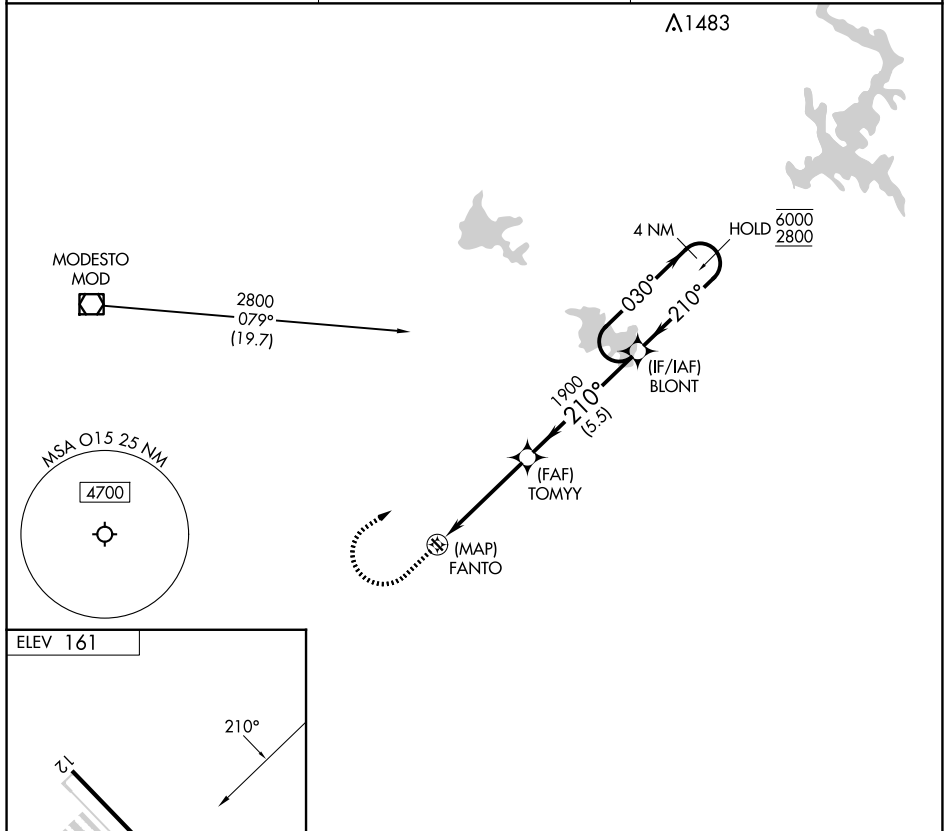 1483
HOLD 6000
2800
4 NM
030°
210°
MODESTO
MOD
2800
079°
(19.7)
(IF/IAF)
BLONT
1900
210°
(5.5)
(FAF)
TOMYY
(MAP)
FANTO
MSA O15 25 NM
4700
ELEV 161
210°
12